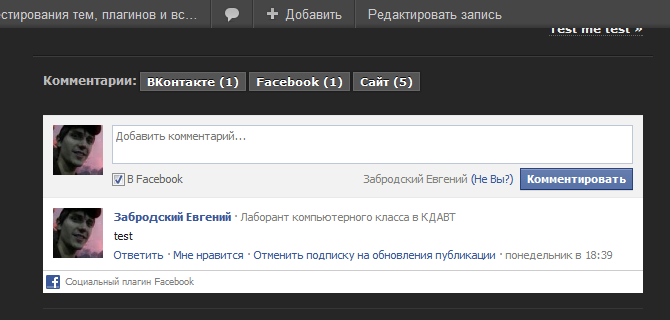 естирования тем, плагинов и вс... Добавить Редактировать запись
Test me test »
Комментарии: ВКонтакте (1) Facebook (1) Сайт (5)
Добавить комментарий...
В Facebook Забродский Евгений (Не Вы?) Комментировать
Забродский Евгений · Лаборант компьютерного класса в КДАВТ
test
Ответить · Мне нравится · Отменить подписку на обновления публикации · понедельник в 18:39
Социальный плагин Facebook